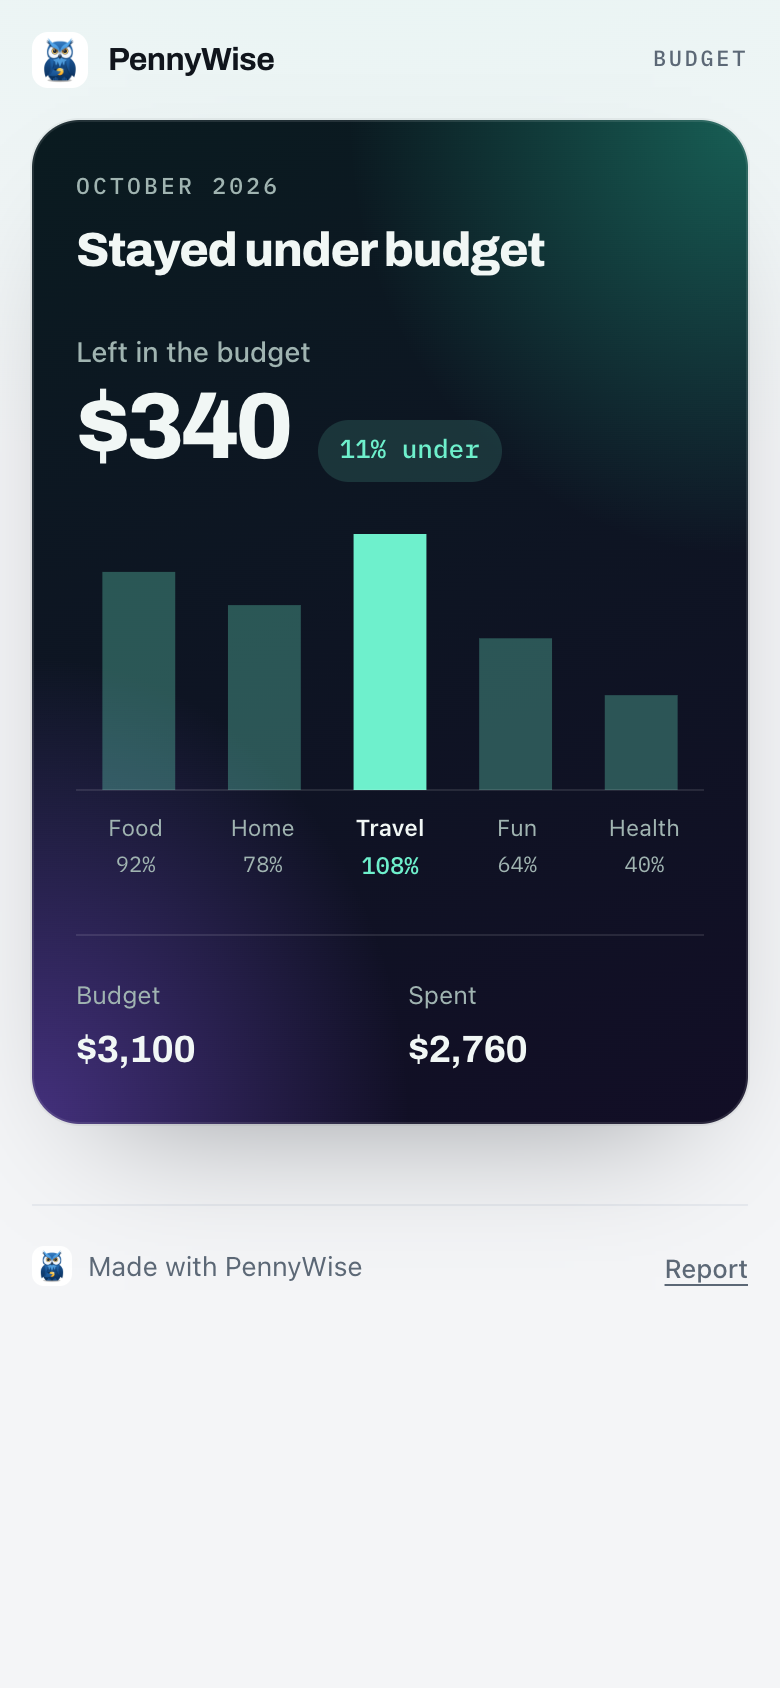 PennyWise
BUDGET
OCTOBER 2026
Stayed under budget
Left in the budget
$340
11% under
Food Home Travel Fun Health
92% 78% 108% 64% 40%
Budget Spent
$3,100 $2,760
Made with PennyWise
Report